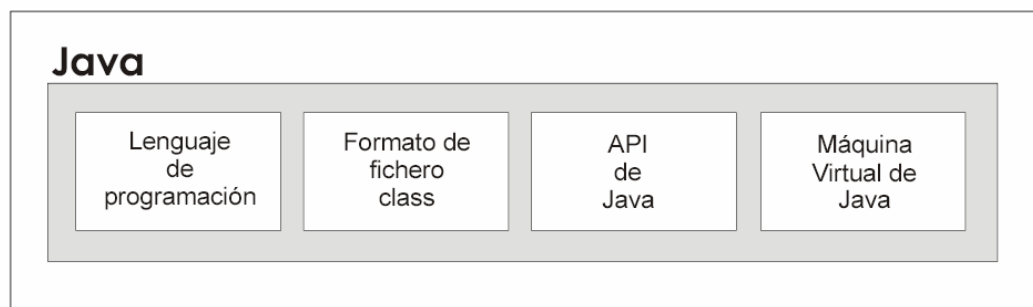 Java
Lenguaje
de
programación
Formato de
fichero
class
API
de
Java
Máquina
Virtual de
Java